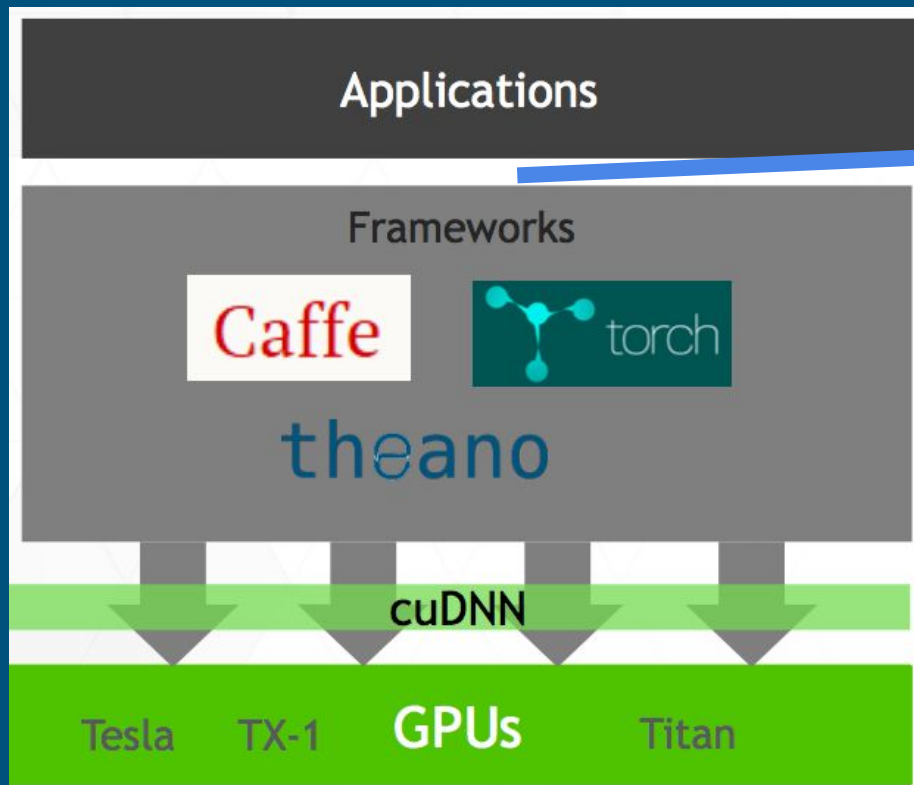 Applications
Frameworks
Caffe
torch
theano
cuDNN
Tesla TX-1 GPUs Titan